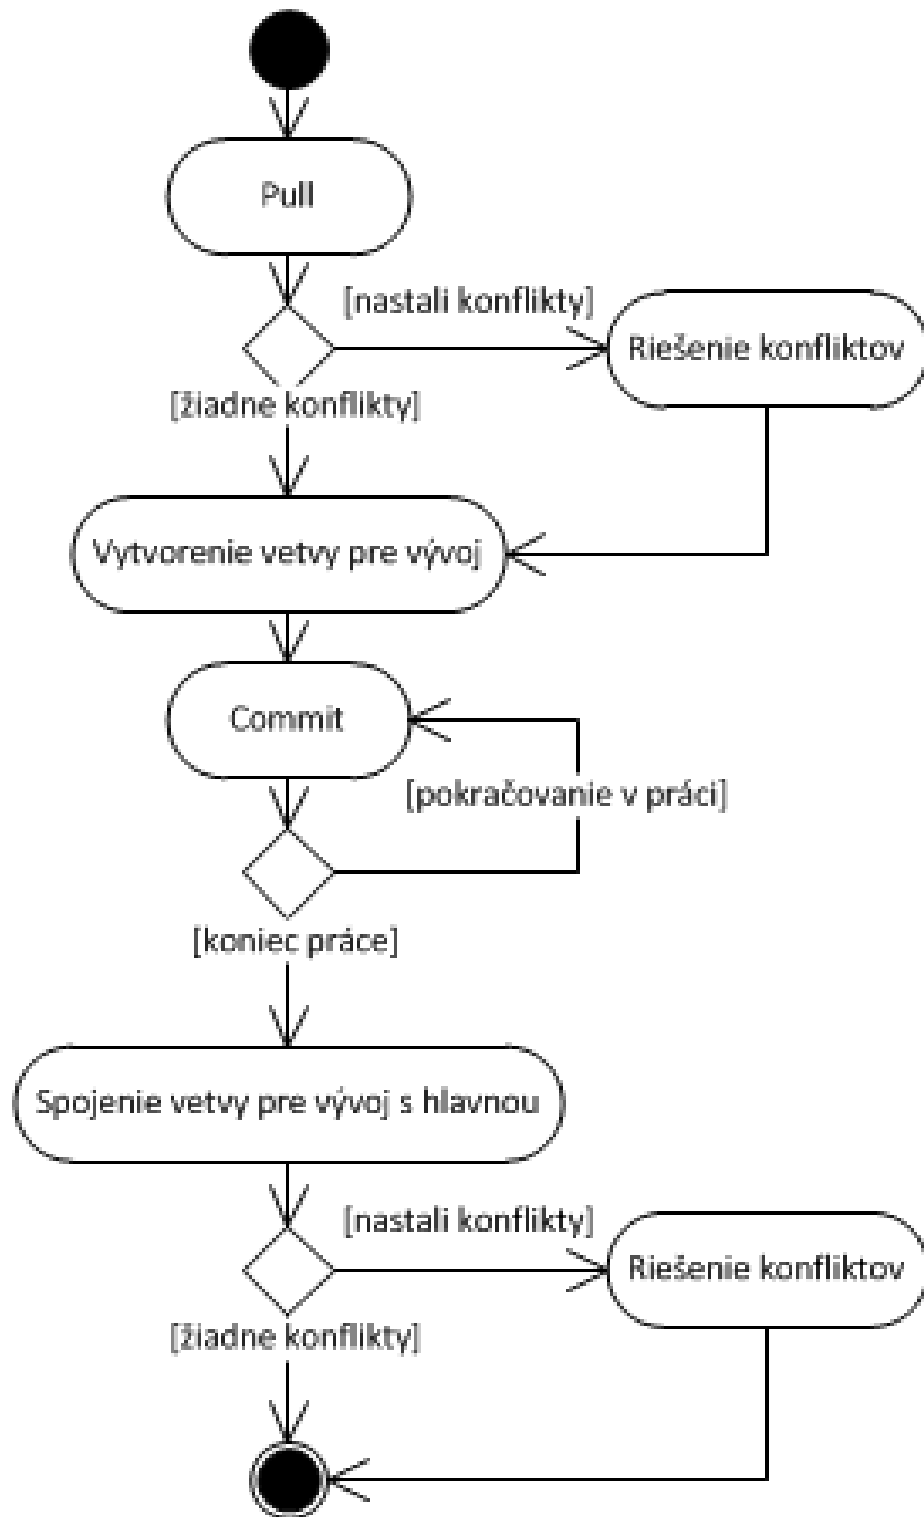 Pull
[nastali konflikty]
Riešenie konfliktov
[žiadne konflikty]
Vytvorenie vetvy pre vývoj
Commit
[pokračovanie v práci]
[koniec práce]
Spojenie vetvy pre vývoj s hlavnou
[nastali konflikty]
Riešenie konfliktov
[žiadne konflikty]